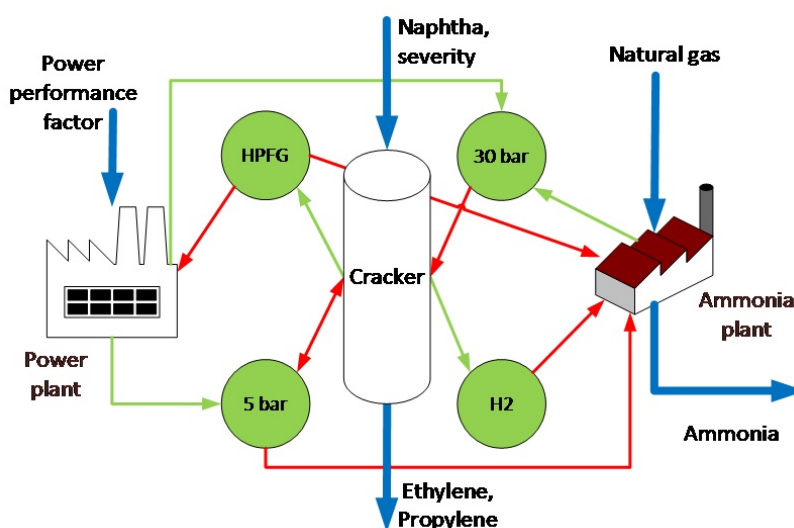 Naphtha,
severity
Power
performance
factor
Natural gas
HPFG
30 bar
Cracker
Ammonia
plant
Power
plant
5 bar
H2
Ammonia
Ethylene,
Propylene